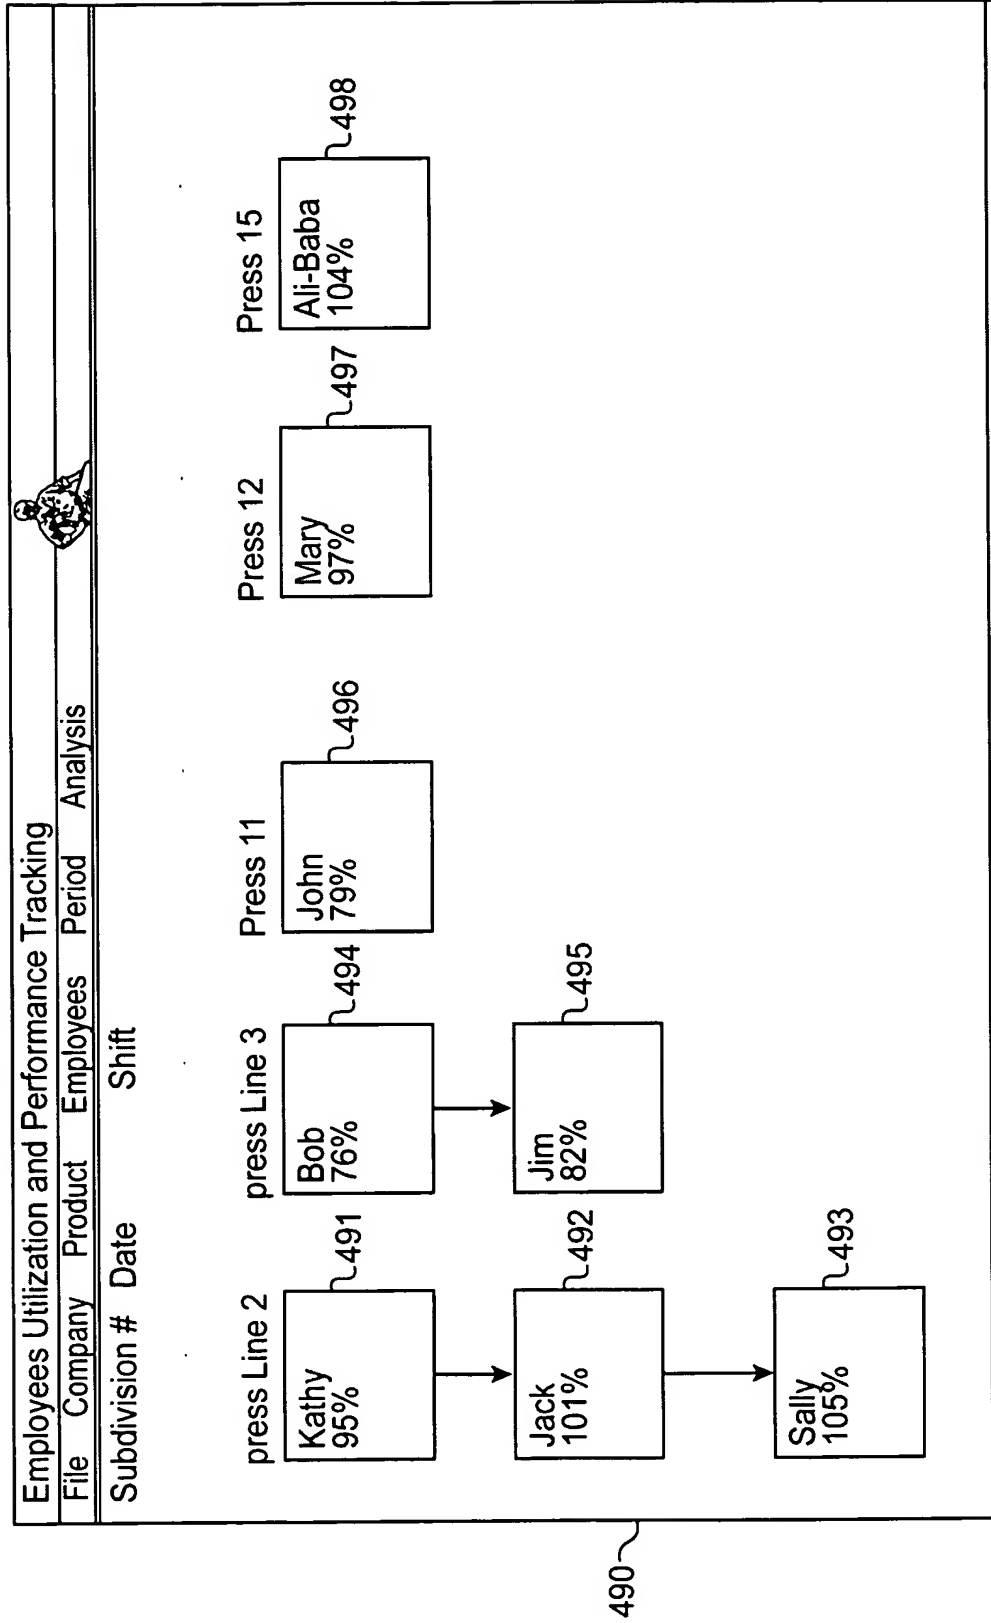 Employees Utilization and Performance Tracking
File Company Product Employees Period Analysis
Subdivision # Date Shift
press Line 2 press Line 3 Press 11 Press 12 Press 15
Kathy
95%
491
Bob
76%
494
John
79%
496
Mary
97%
497
Ali-Baba
104%
498
Jack
101%
492
Jim
82%
495
Sally
105%
493
490